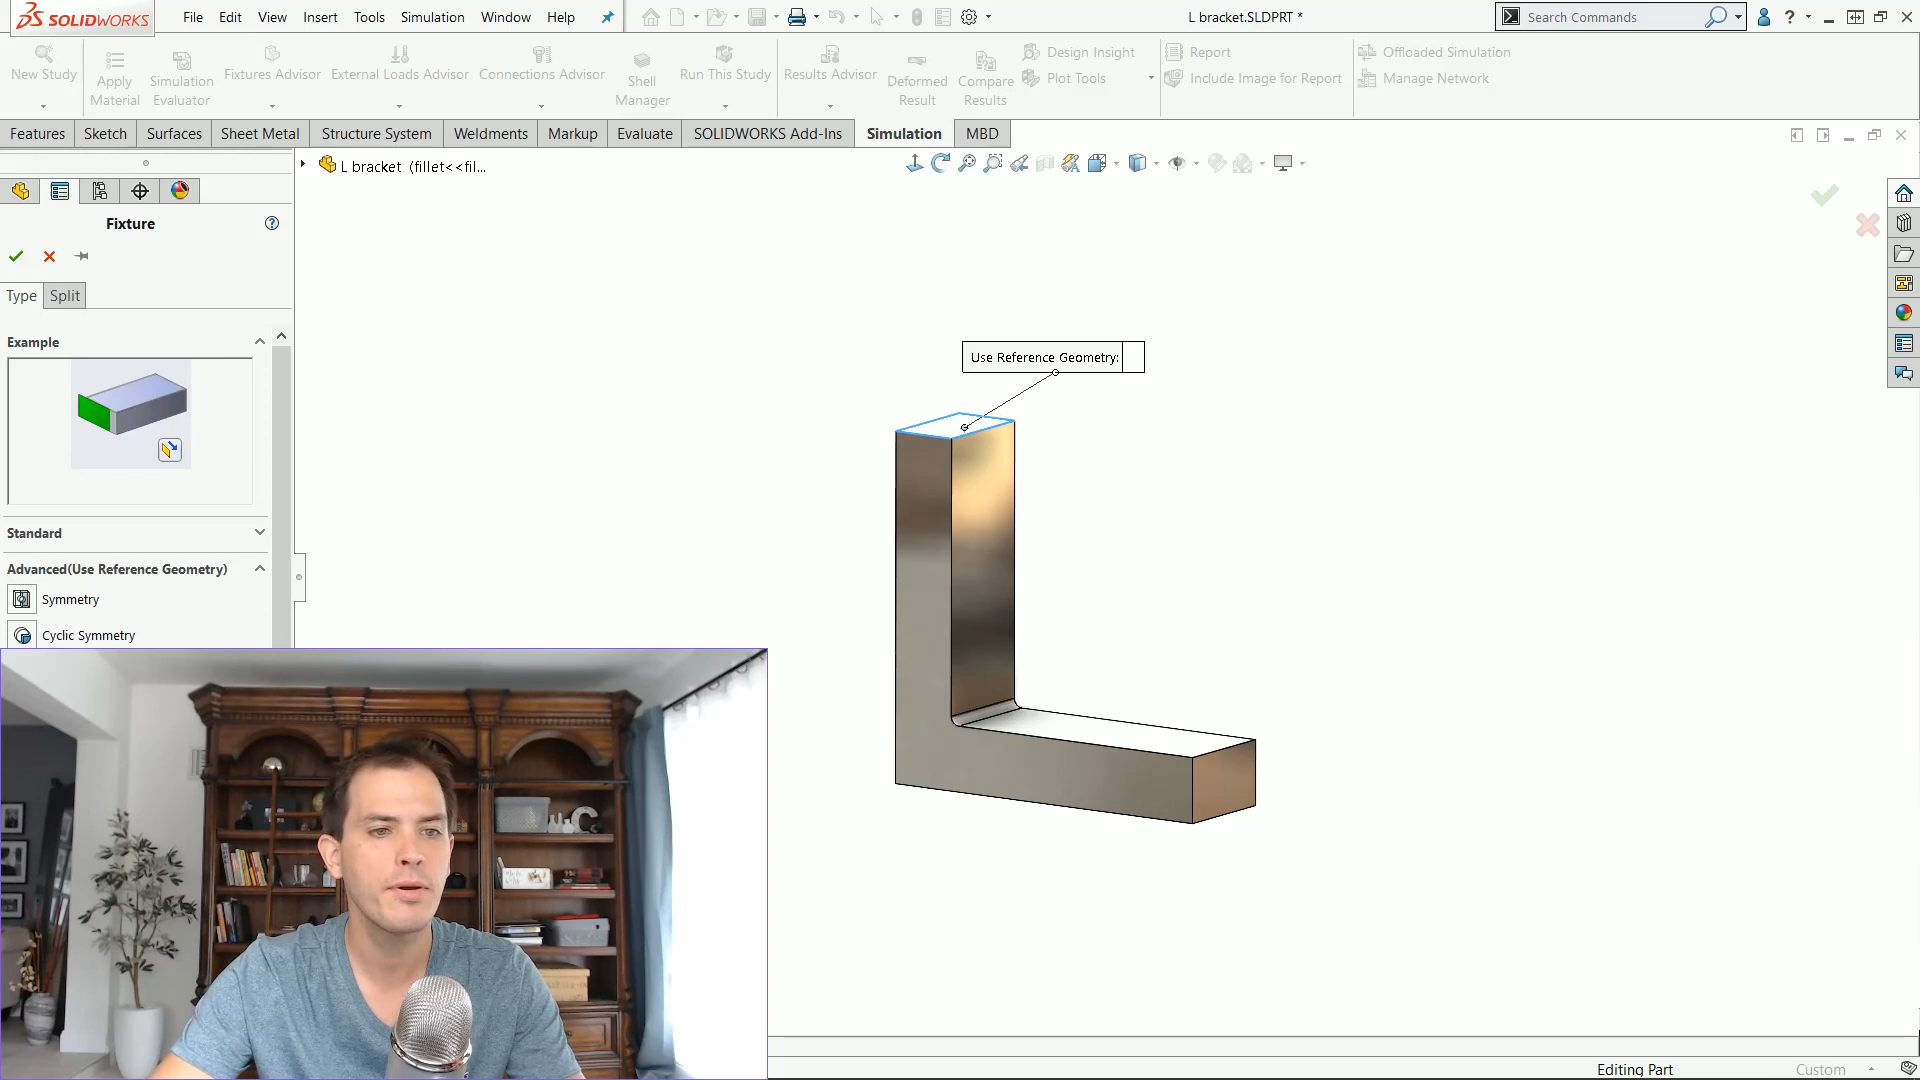 SOLIDWORKS
File Edit View Insert Tools Simulation Window Help
L bracket.SLDPRT *
Search Commands
?
New Study
Apply
Material
Simulation
Evaluator
Fixtures Advisor
External Loads Advisor
Connections Advisor
Shell
Manager
Run This Study
Results Advisor
Deformed
Result
Compare
Results
Design Insight
Plot Tools
Report
Include Image for Report
Offloaded Simulation
Manage Network
Features Sketch Surfaces Sheet Metal Structure System Weldments Markup Evaluate SOLIDWORKS Add-Ins Simulation MBD
L bracket (fillet<<fil...
Fixture
?
Type Split
Example
Standard
Advanced(Use Reference Geometry)
Symmetry
Cyclic Symmetry
Use Reference Geometry:
Editing Part
Custom